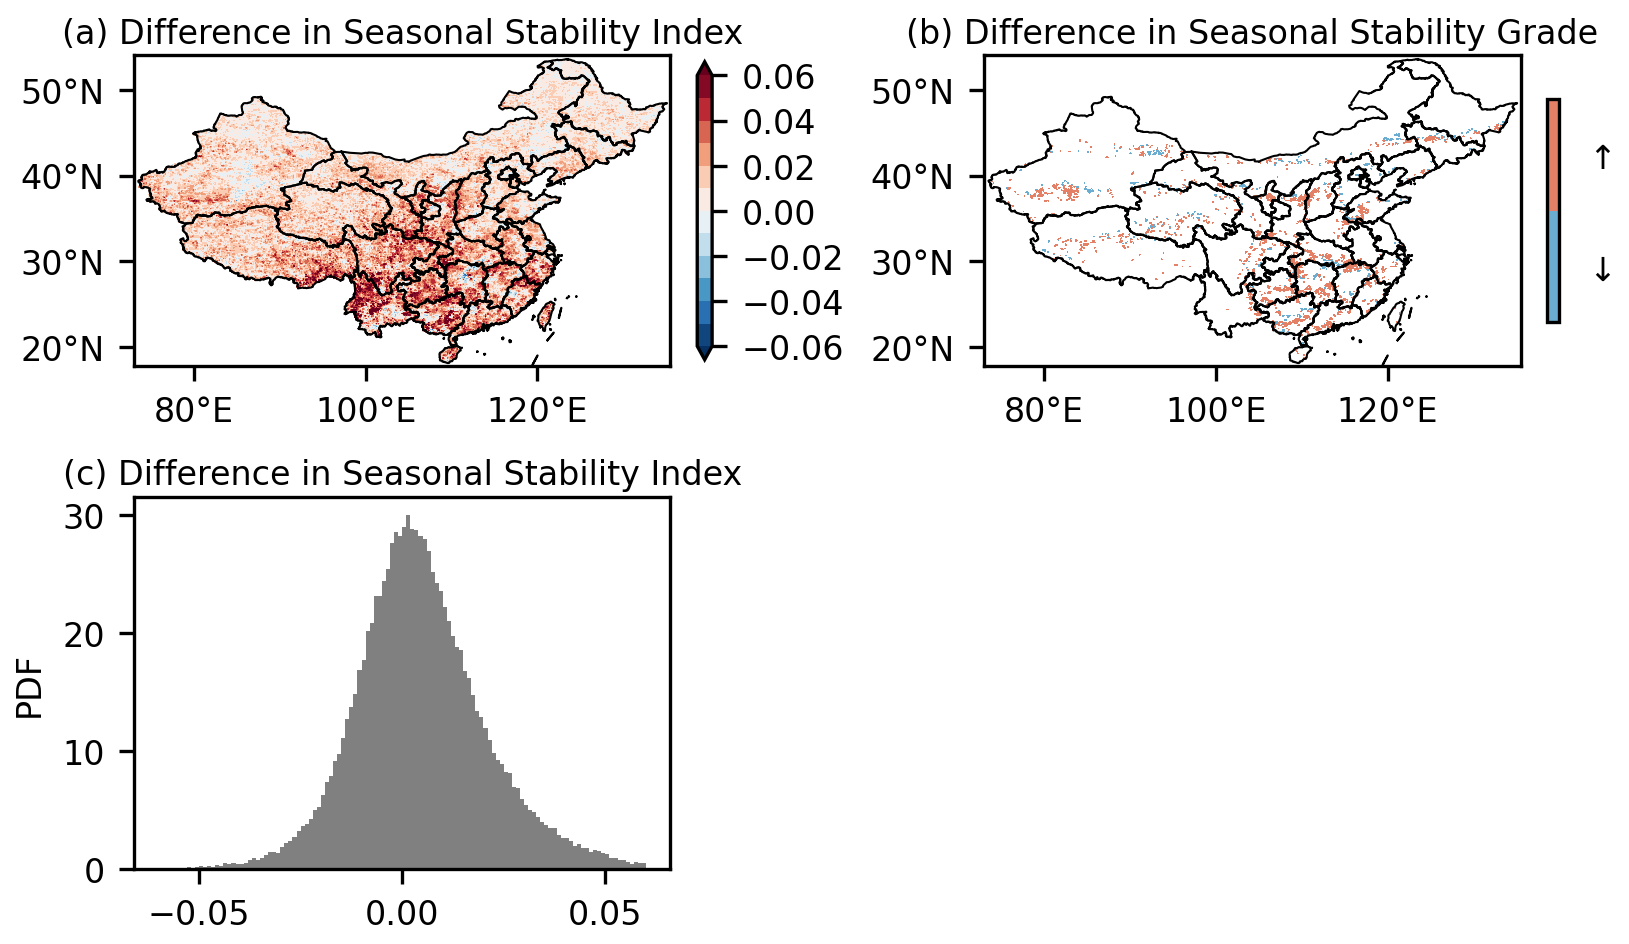 (a) Difference in Seasonal Stability Index
50°N
40°N
30°N
20°N
80°E
100°E
120°E
0.06
0.04
0.02
0.00
−0.02
−0.04
−0.06
(b) Difference in Seasonal Stability Grade
50°N
40°N
30°N
20°N
80°E
100°E
120°E
↑
↓
(c) Difference in Seasonal Stability Index
PDF
30
20
10
0
−0.05
0.00
0.05